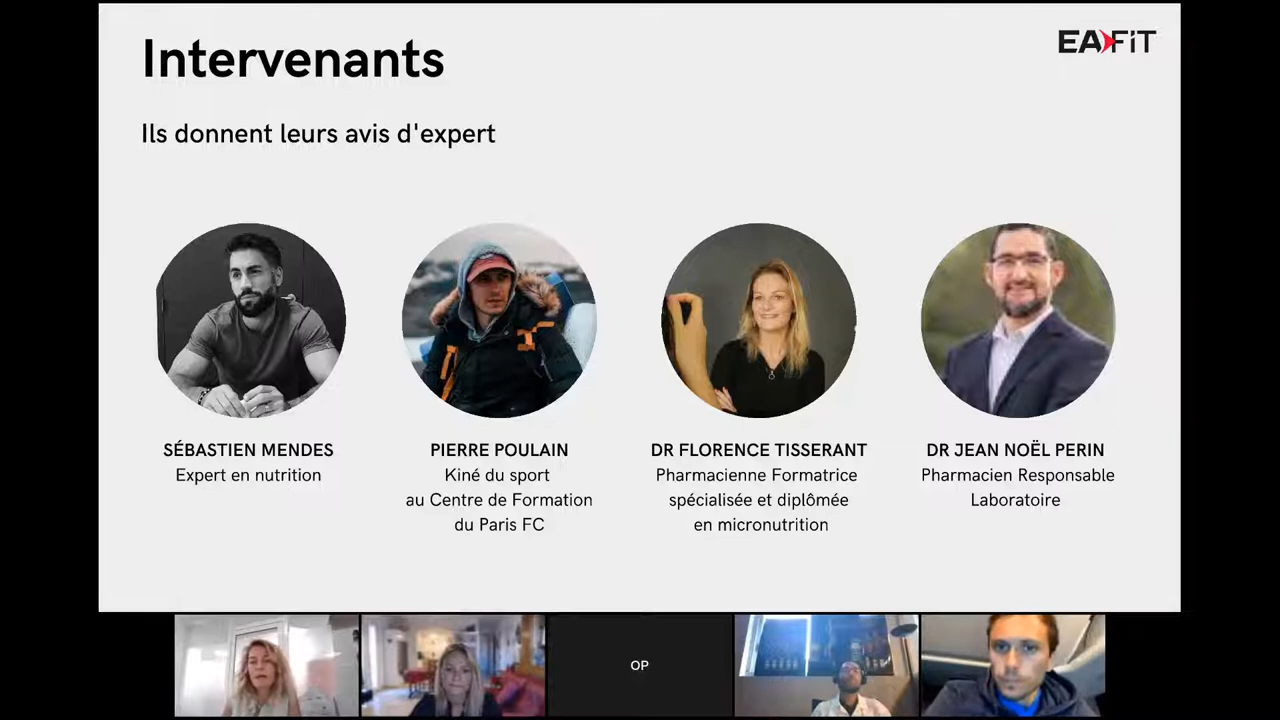 Intervenants
EAFIT
Ils donnent leurs avis d'expert
SÉBASTIEN MENDES
Expert en nutrition
PIERRE POULAIN
Kiné du sport
au Centre de Formation
du Paris FC
DR FLORENCE TISSERANT
Pharmacienne Formatrice
spécialisée et diplômée
en micronutrition
DR JEAN NOËL PERIN
Pharmacien Responsable
Laboratoire
OP